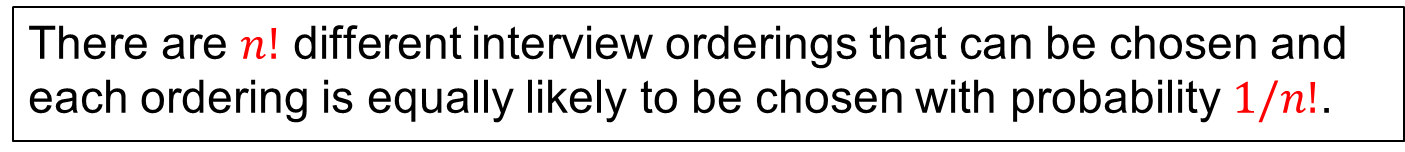 There are n! different interview orderings that can be chosen and
each ordering is equally likely to be chosen with probability 1/n!.